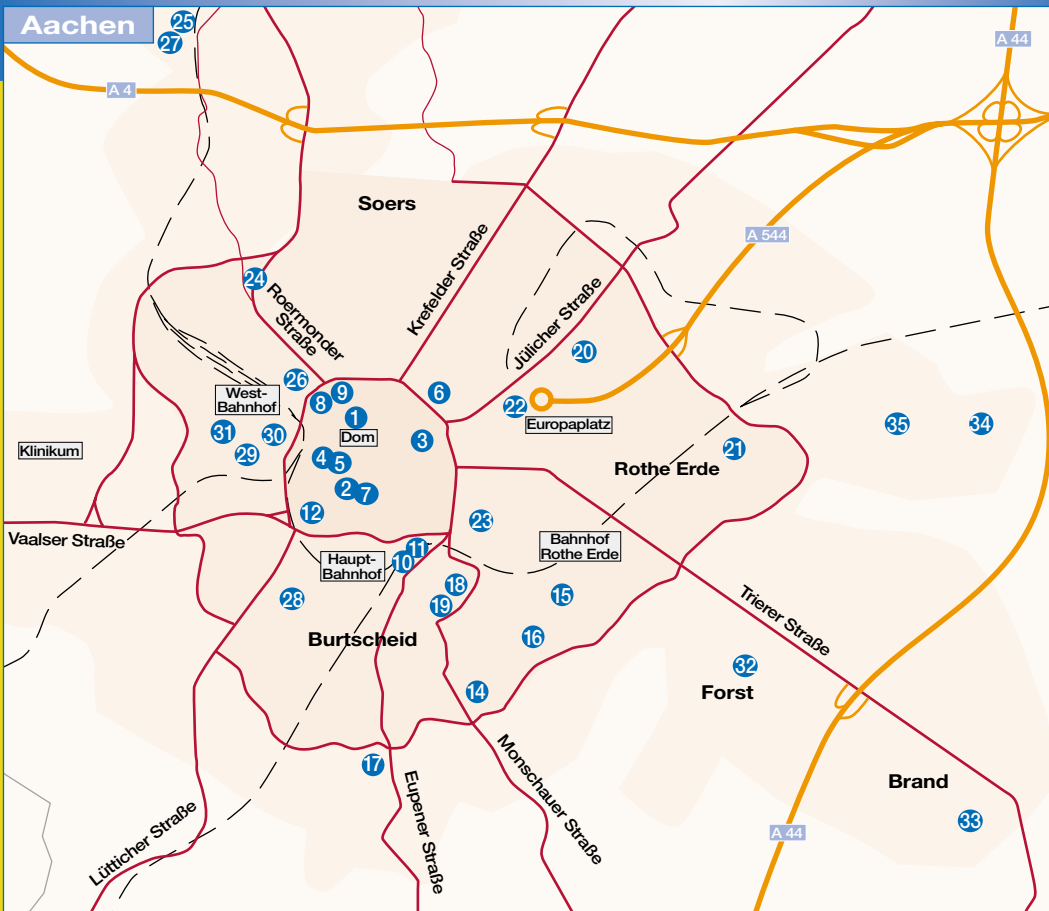 Aachen
25
27
A 4
A 44
Soers
A 544
Krefelder Straße
24
Roermonder
Straße
Jülicher Straße
20
26
9
6
8
West-
Bahnhof
22
Europaplatz
1
Dom
3
31
30
29
Klinikum
4
5
35
34
21
Rothe Erde
2
7
12
23
Vaalser Straße
Bahnhof
Rothe Erde
11
10
Haupt-
Bahnhof
18
19
28
15
Trierer Straße
Burtscheid
16
32
Forst
14
17
Monschauer Straße
Eupener Straße
Brand
33
A 44
Lütticher Straße